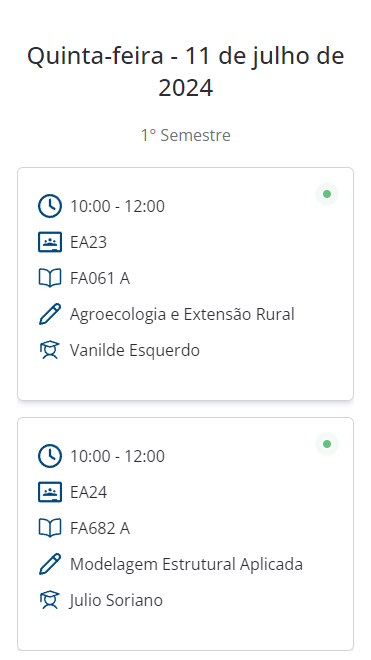 Quinta-feira - 11 de julho de
2024
1° Semestre
10:00 - 12:00
EA23
FA061 A
Agroecologia e Extensão Rural
Vanilde Esquerdo
10:00 - 12:00
EA24
FA682 A
Modelagem Estrutural Aplicada
Julio Soriano